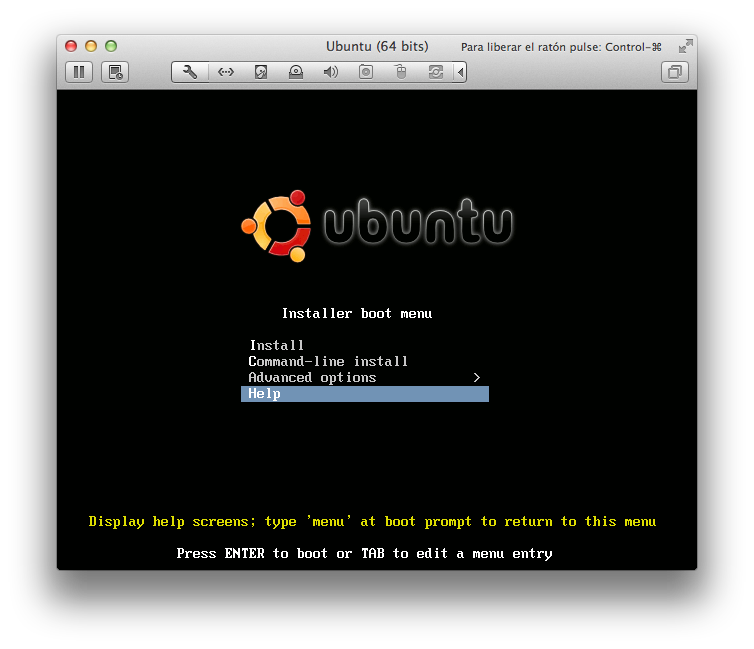 Ubuntu (64 bits)
Para liberar el ratón pulse: Control-⌘
ubuntu
Installer boot menu
Install
Command-line install
Advanced options >
Help
Display help screens; type 'menu' at boot prompt to return to this menu
Press ENTER to boot or TAB to edit a menu entry